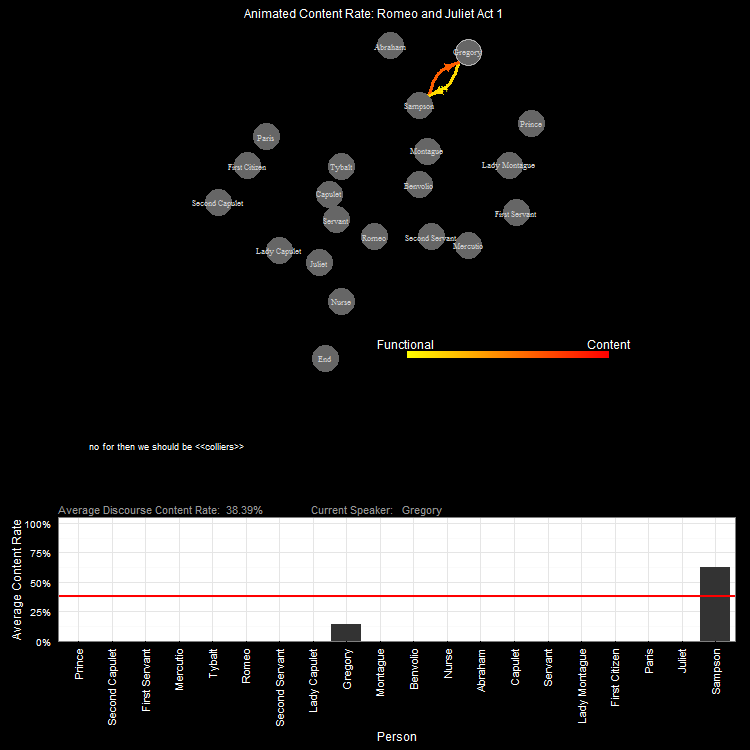 Animated Content Rate: Romeo and Juliet Act 1
Abraham
Gregory
Sampson
Prince
Paris
Montague
First Citizen
Tybalt
Lady Montague
Benvolio
Capulet
Second Capulet
First Servant
Servant
Romeo
Second Servant
Mercutio
Lady Capulet
Juliet
Nurse
Functional
Content
End
no for then we should be <<colliers>>
Average Discourse Content Rate: 38.39%
Current Speaker: Gregory
Average Content Rate
100%
75%
50%
25%
0%
Prince
Second Capulet
First Servant
Mercutio
Tybalt
Romeo
Second Servant
Lady Capulet
Gregory
Montague
Benvolio
Nurse
Abraham
Capulet
Servant
Lady Montague
First Citizen
Paris
Juliet
Sampson
Person